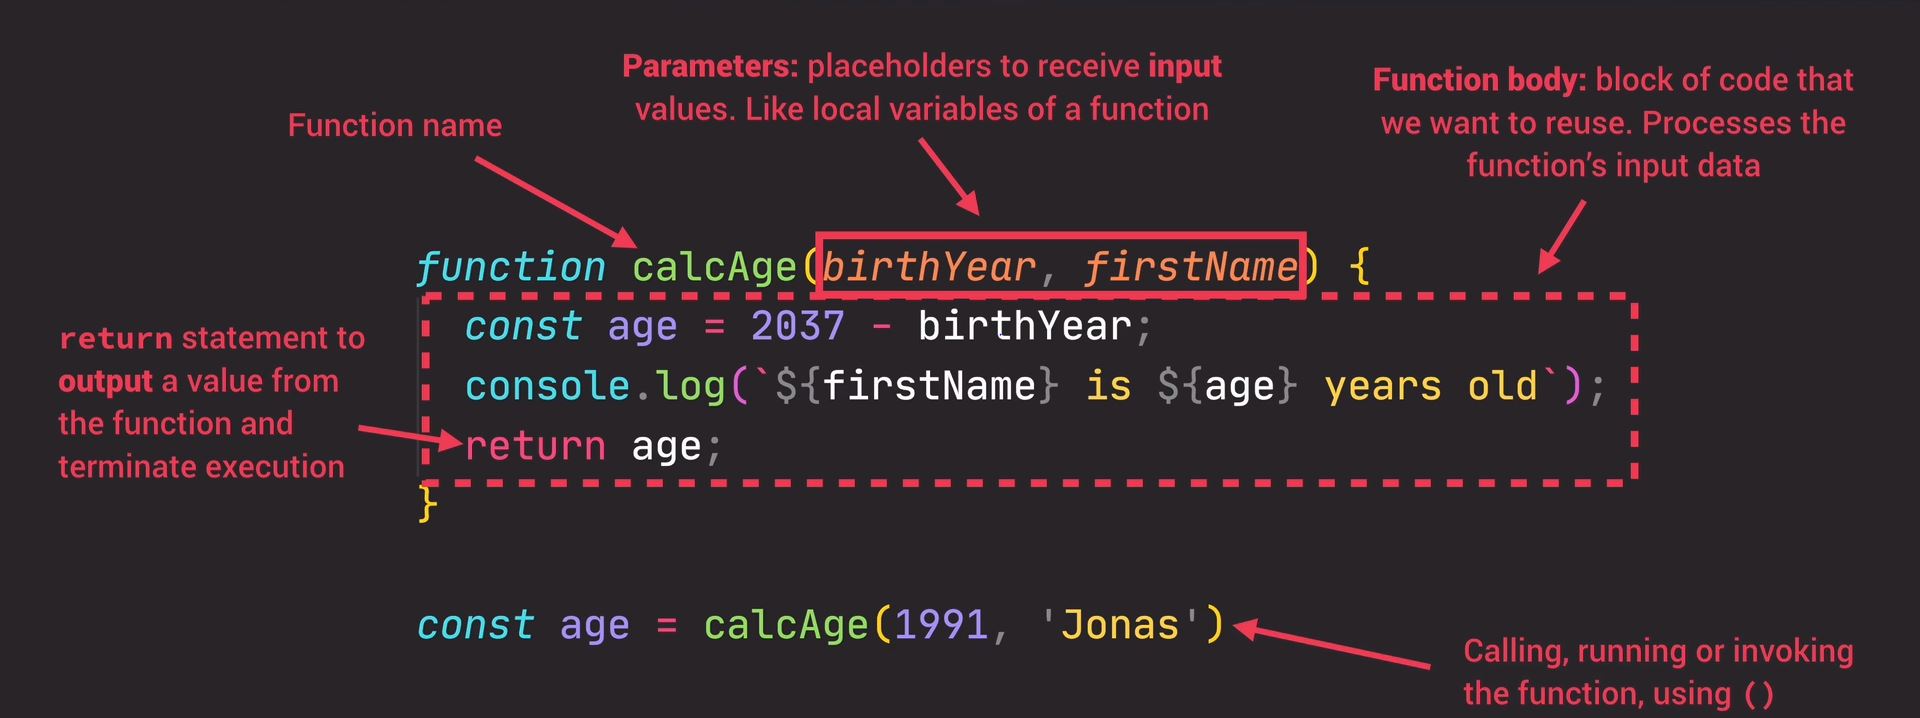 Parameters: placeholders to receive input
values. Like local variables of a function
Function body: block of code that
we want to reuse. Processes the
function’s input data
Function name
function calcAge(birthYear, firstName) {
const age = 2037 - birthYear;
console.log(`${firstName} is ${age} years old`);
return age;
}
return statement to
output a value from
the function and
terminate execution
const age = calcAge(1991, 'Jonas')
Calling, running or invoking
the function, using ()